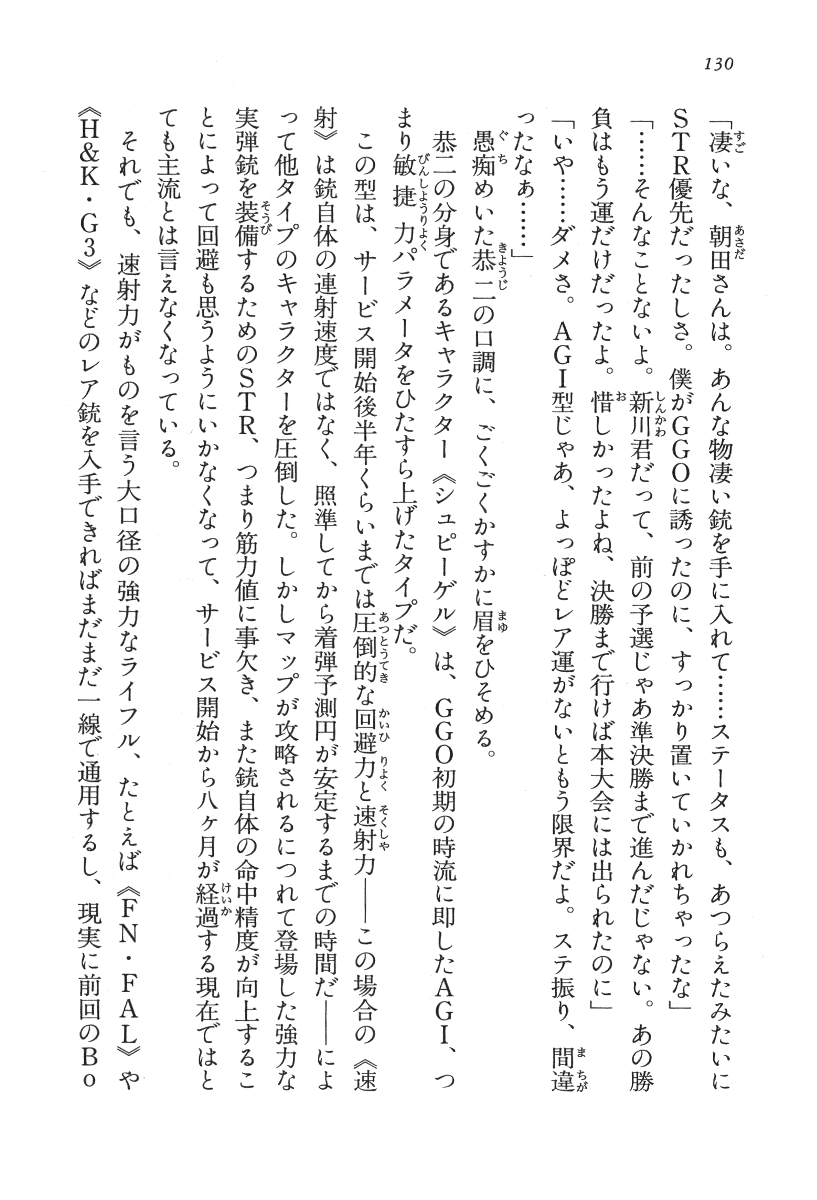 130
「凄いな、朝田さんは。あんな物凄い銃を手に入れて……ステータスも、あつらえたみたいに
STR優先だったしさ。僕がGGOに誘ったのに、すっかり置いていかれちゃったな」
「……そんなことないよ。新川君だって、前の予選じゃあ準決勝まで進んだじゃない。あの勝
負はもう運だけだったよ。惜しかったよね、決勝まで行けば本大会には出られたのに」
「いや……ダメさ。AGI型じゃあ、よっぽどレア運がないともう限界だよ。ステ振り、間違
ったなぁ……」
愚痴めいた恭二の口調に、ごくごくかすかに眉をひそめる。
恭二の分身であるキャラクター《シュピーゲル》は、GGO初期の時流に即したAGI、つ
まり敏捷力パラメータをひたすら上げたタイプだ。
この型は、サービス開始後半年くらいまでは圧倒的な回避力と速射力――この場合の《速
射》は銃自体の連射速度ではなく、照準してから着弾予測円が安定するまでの時間だ――によ
って他タイプのキャラクターを圧倒した。しかしマップが攻略されるにつれて登場した強力な
実弾銃を装備するためのSTR、つまり筋力値に事欠き、また銃自体の命中精度が向上するこ
とによって回避も思うようにいかなくなって、サービス開始から八ヶ月が経過する現在ではと
ても主流とは言えなくなっている。
それでも、速射力がものを言う大口径の強力なライフル、たとえば《FN・FAL》や
《H&K・G3》などのレア銃を入手できればまだまだ一線で通用するし、現実に前回のBo